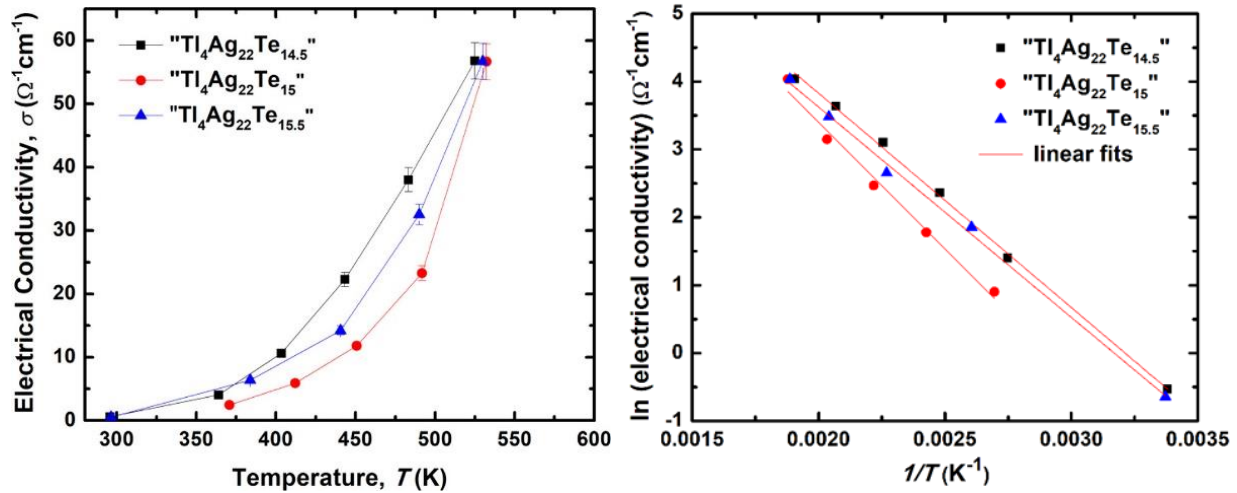 60
50
40
30
20
10
0
Electrical Conductivity, σ (Ω⁻¹cm⁻¹)
"Tl₄Ag₂₂Te₁₄.₅"
"Tl₄Ag₂₂Te₁₅"
"Tl₄Ag₂₂Te₁₅.₅"
300 350 400 450 500 550 600
Temperature, T (K)
5
4
3
2
1
0
-1
ln (electrical conductivity) (Ω⁻¹cm⁻¹)
"Tl₄Ag₂₂Te₁₄.₅"
"Tl₄Ag₂₂Te₁₅"
"Tl₄Ag₂₂Te₁₅.₅"
linear fits
0.0015 0.0020 0.0025 0.0030 0.0035
1/T (K⁻¹)